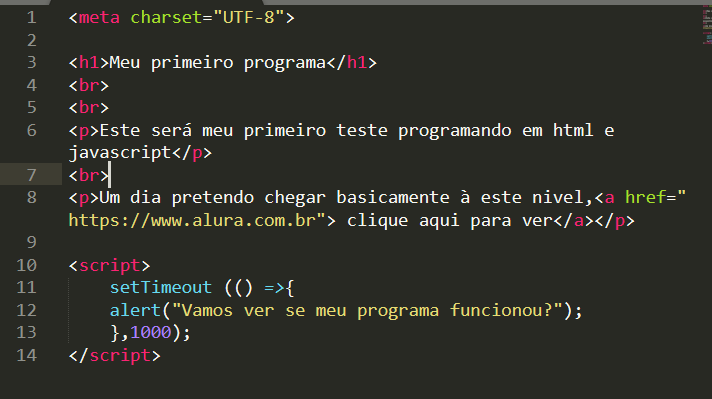 1 <meta charset="UTF-8">
2
3 <h1>Meu primeiro programa</h1>
4 <br>
5 <br>
6 <p>Este será meu primeiro teste programando em html e
javascript</p>
7 <br>
8 <p>Um dia pretendo chegar basicamente à este nivel,<a href="
https://www.alura.com.br"> clique aqui para ver</a></p>
9
10 <script>
11     setTimeout (() =>{
12     alert("Vamos ver se meu programa funcionou?");
13     },1000);
14 </script>